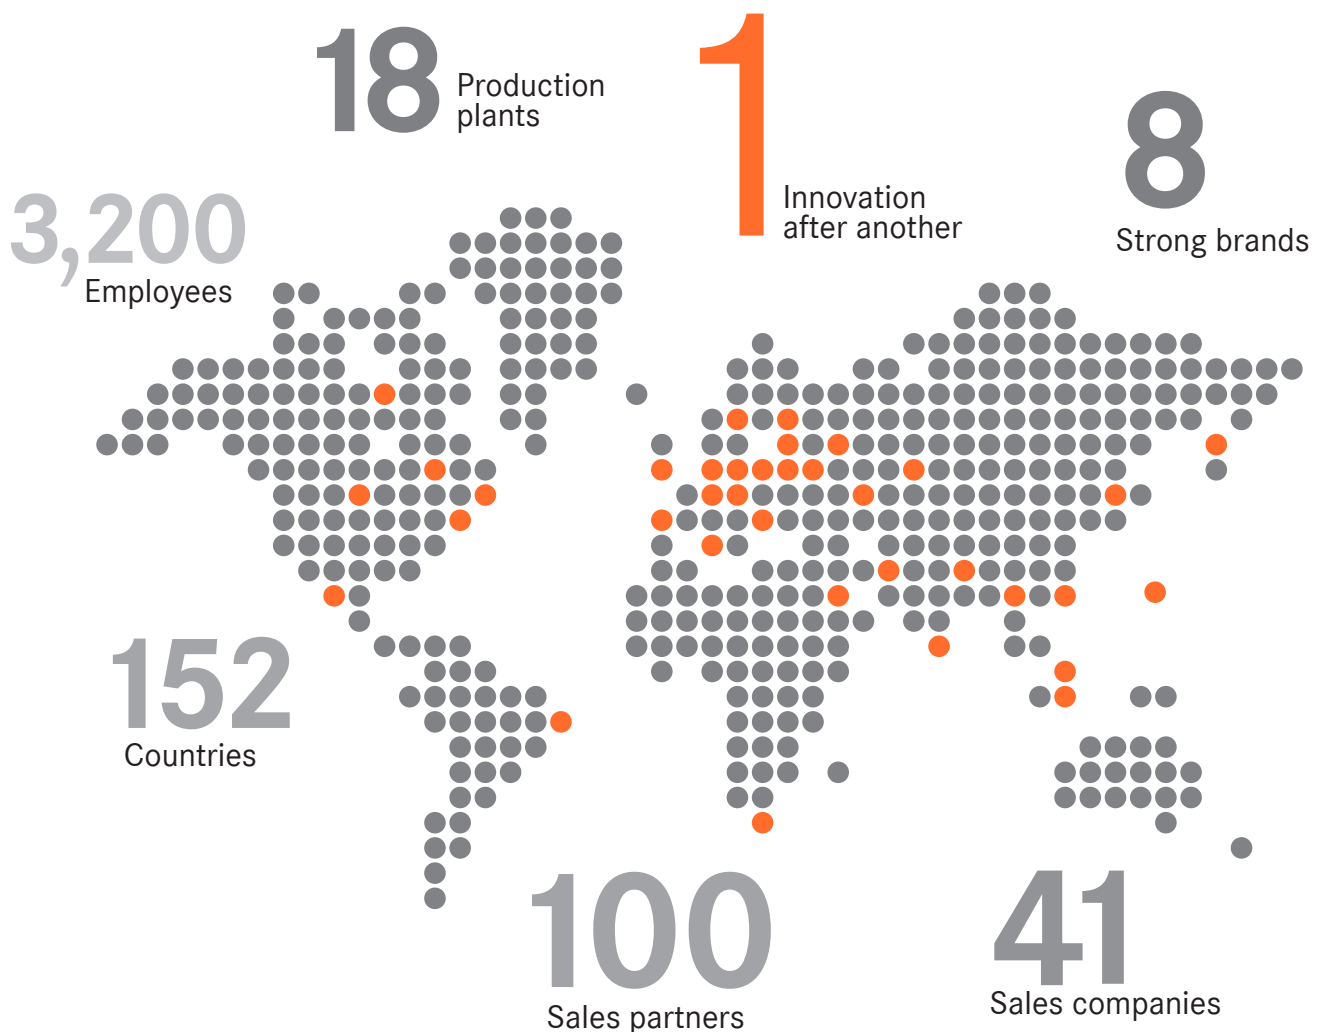 18
Production
plants
1
Innovation
after another
8
Strong brands
3,200
Employees
152
Countries
100
Sales partners
41
Sales companies